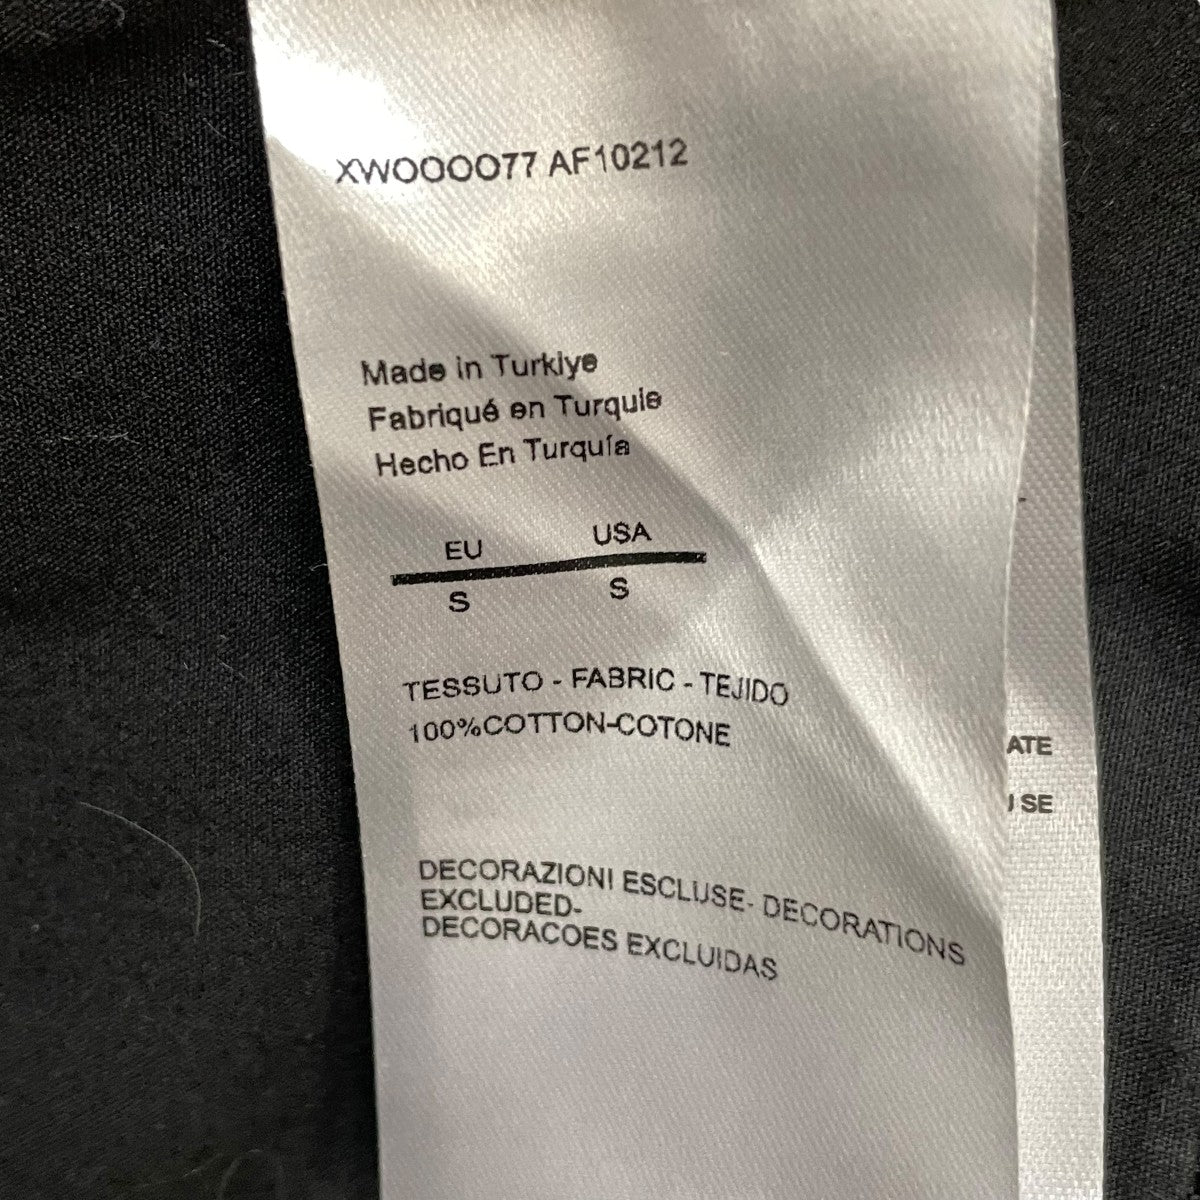 XW000077 AF10212
Made in Turkiye
Fabriqué en Turquie
Hecho En Turquía
EU USA
S S
TESSUTO - FABRIC - TEJIDO
100%COTTON-COTONE
DECORAZIONI ESCLUSE- DECORATIONS
EXCLUDED-
DECORACOES EXCLUIDAS
ATE
SE